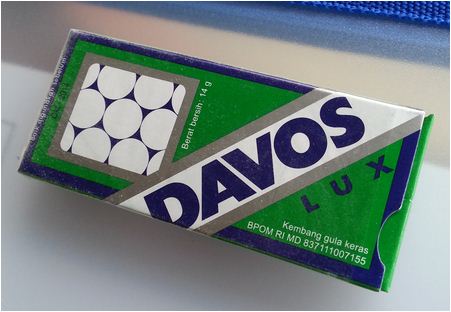 Berat bersih: 14 g
DAVOS
LUX
Kembang gula keras
BPOM RI MD 837111007155